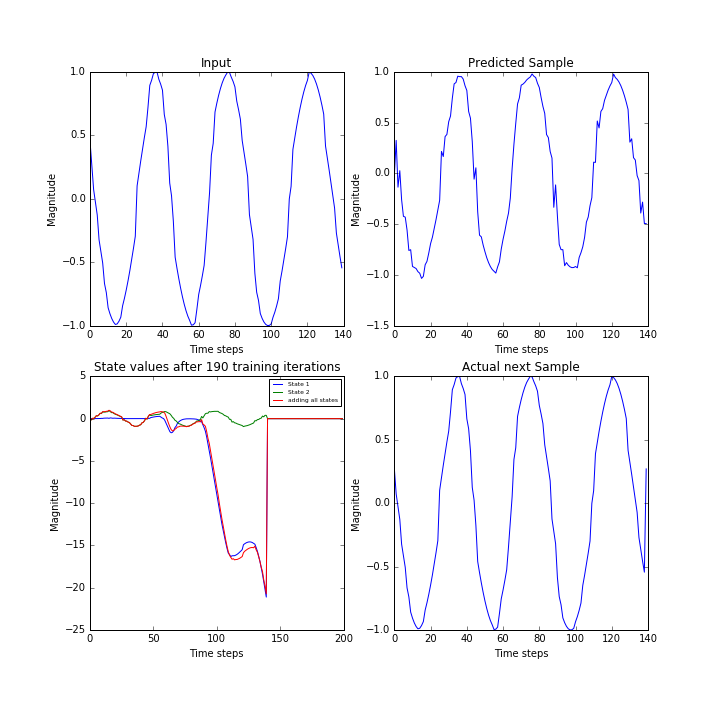 Input
1.0
0.5
0.0
−0.5
−1.0
Magnitude
0 20 40 60 80 100 120 140
Time steps
Predicted Sample
1.0
0.5
0.0
−0.5
−1.0
−1.5
Magnitude
0 20 40 60 80 100 120 140
Time steps
State values after 190 training iterations
5
0
−5
−10
−15
−20
−25
Magnitude
State 1
State 2
adding all states
0 50 100 150 200
Time steps
Actual next Sample
1.0
0.5
0.0
−0.5
−1.0
Magnitude
0 20 40 60 80 100 120 140
Time steps